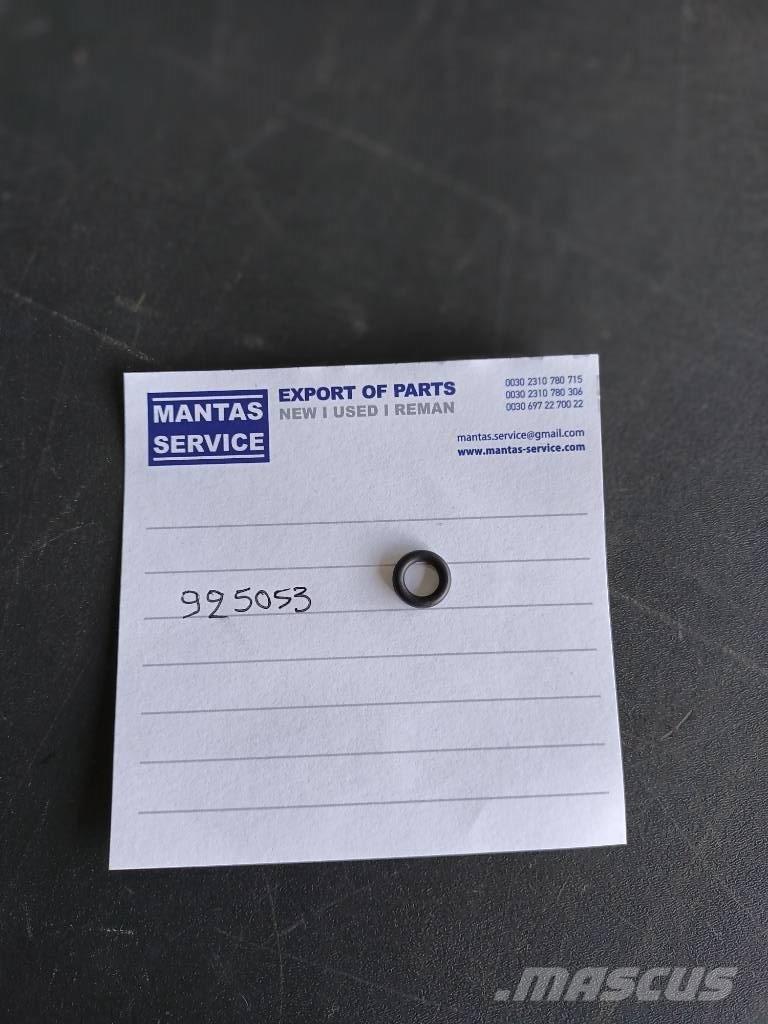 MANTAS
SERVICE
EXPORT OF PARTS
NEW I USED I REMAN
0030 2310 780 715
0030 2310 780 306
0030 697 22 700 22
mantas.service@gmail.com
www.mantas-service.com
925053
.mascus